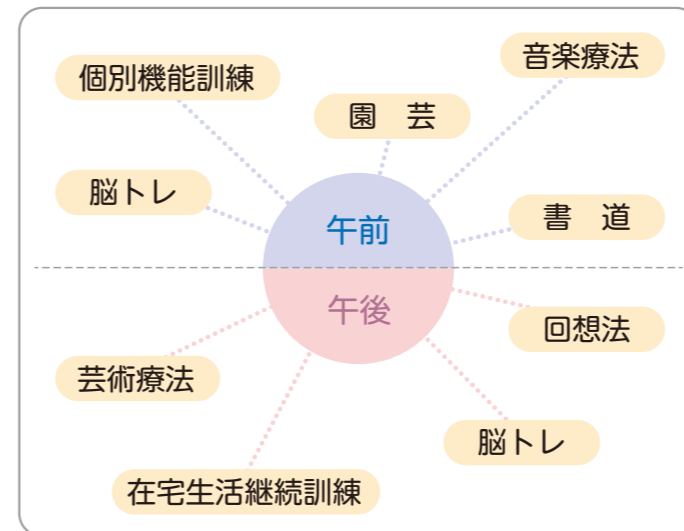 音楽療法
個別機能訓練
園　芸
脳トレ
書　道
午前
午後
回想法
芸術療法
脳トレ
在宅生活継続訓練